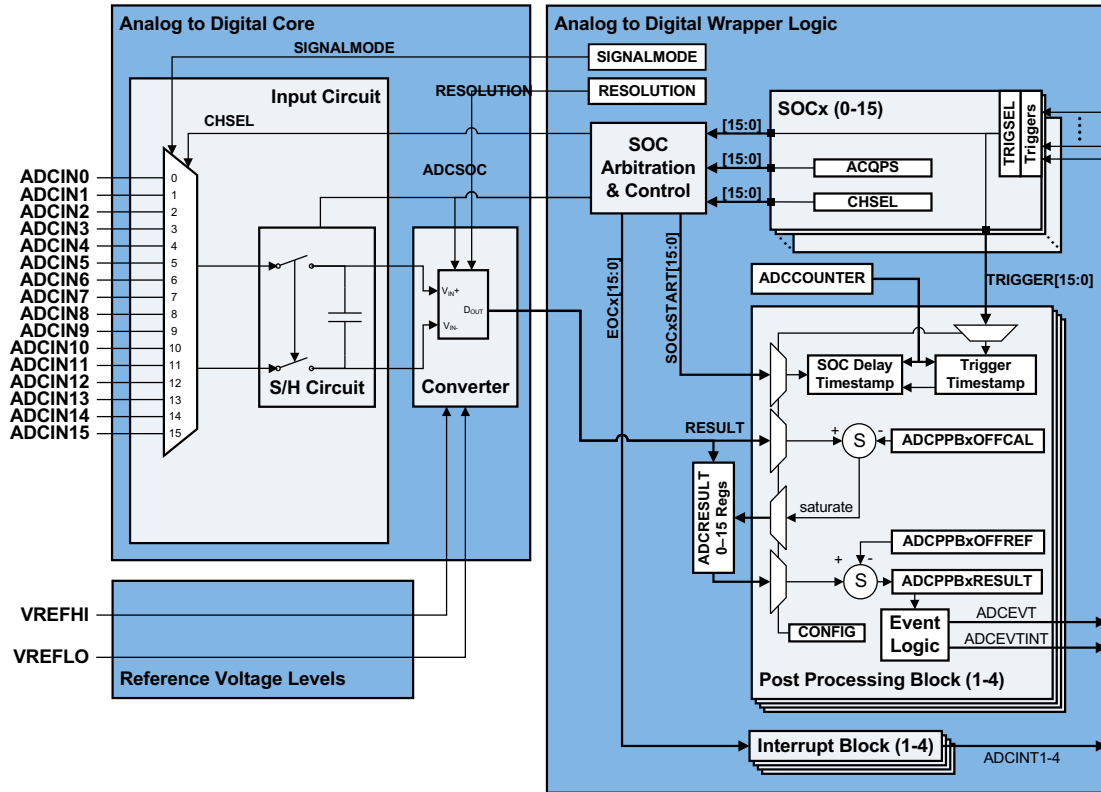 Analog to Digital Core
Analog to Digital Wrapper Logic
SIGNALMODE
SIGNALMODE
Input Circuit
RESOLUTION
RESOLUTION
SOCx (0-15)
TRIGSEL
Triggers
CHSEL
[15:0]
SOC
Arbitration
& Control
ADCSOC
[15:0]
ACQPS
[15:0]
CHSEL
ADCIN0
ADCIN1
ADCIN2
ADCIN3
ADCIN4
ADCIN5
ADCIN6
ADCIN7
ADCIN8
ADCIN9
ADCIN10
ADCIN11
ADCIN12
ADCIN13
ADCIN14
ADCIN15
0
1
2
3
4
5
6
7
8
9
10
11
12
13
14
15
S/H Circuit
VIN+
DOUT
VIN-
Converter
EOCx[15:0]
SOCxSTART[15:0]
ADCCOUNTER
TRIGGER[15:0]
SOC Delay
Timestamp
Trigger
Timestamp
RESULT
+
S
-
ADCPPBxOFFCAL
ADCRESULT
0–15 Regs
saturate
ADCPPBxOFFREF
+
-
S
ADCPPBxRESULT
VREFHI
VREFLO
Reference Voltage Levels
CONFIG
Event
Logic
ADCEVT
ADCEVTINT
Post Processing Block (1-4)
Interrupt Block (1-4)
ADCINT1-4